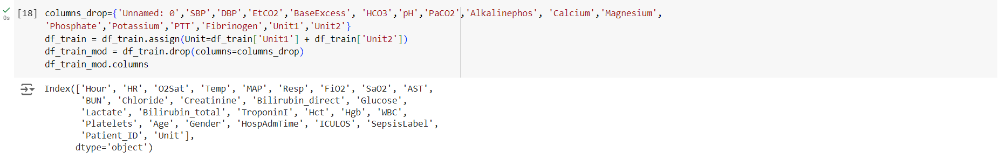 [18] columns_drop={'Unnamed: 0','SBP','DBP','EtCO2','BaseExcess', 'HCO3','pH','PaCO2','Alkalinephos', 'Calcium','Magnesium',
'Phosphate','Potassium','PTT','Fibrinogen','Unit1','Unit2'}
0s
df_train = df_train.assign(Unit=df_train['Unit1'] + df_train['Unit2'])
df_train_mod = df_train.drop(columns=columns_drop)
df_train_mod.columns
Index(['Hour', 'HR', 'O2Sat', 'Temp', 'MAP', 'Resp', 'FiO2', 'SaO2', 'AST',
'BUN', 'Chloride', 'Creatinine', 'Bilirubin_direct', 'Glucose',
'Lactate', 'Bilirubin_total', 'TroponinI', 'Hct', 'Hgb', 'WBC',
'Platelets', 'Age', 'Gender', 'HospAdmTime', 'ICULOS', 'SepsisLabel',
'Patient_ID', 'Unit'],
dtype='object')